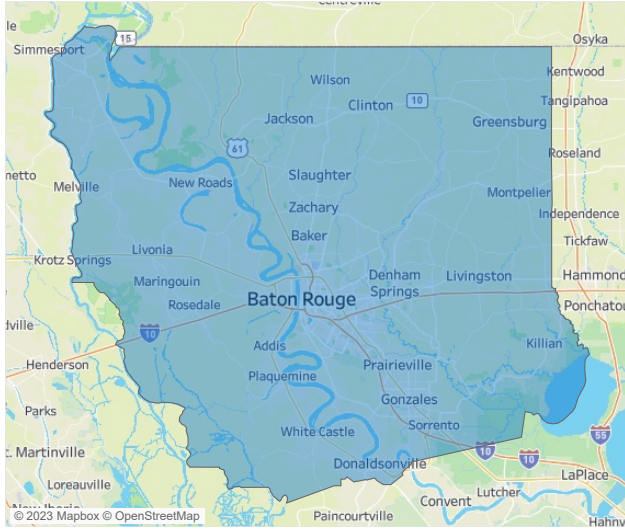 Centreville
15
Osyka
Simmesport
Kentwood
Wilson
Tangipahoa
Clinton
10
Jackson
Greensburg
61
Roseland
netto
Slaughter
Melville
New Roads
Montpelier
Zachary
Independence
Baker
Tickfaw
Krotz Springs
Livonia
Denham
Springs
Livingston
Hammond
Maringouin
Baton Rouge
Rosedale
Ponchatou
dville
10
Addis
Killian
Henderson
Plaquemine
Prairieville
Parks
Gonzales
White Castle
Sorrento
55
t. Martinville
10
10
Donaldsonville
LaPlace
Loreauville
Lutcher
Convent
© 2023 Mapbox © OpenStreetMap
Paincourtville
Hahnv